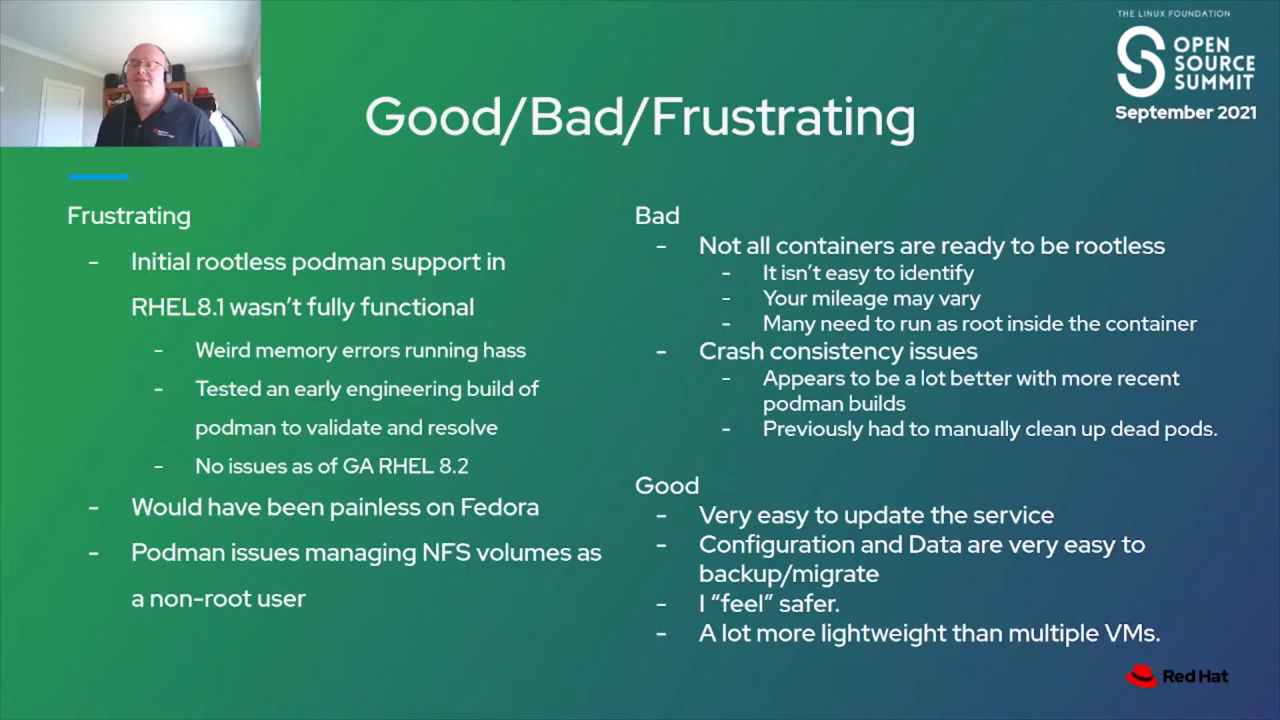 THE LINUX FOUNDATION
OPEN
SOURCE
SUMMIT
September 2021
Good/Bad/Frustrating
Frustrating
- Initial rootless podman support in
RHEL8.1 wasn’t fully functional
- Weird memory errors running hass
- Tested an early engineering build of
podman to validate and resolve
- No issues as of GA RHEL 8.2
- Would have been painless on Fedora
- Podman issues managing NFS volumes as
a non-root user
Bad
- Not all containers are ready to be rootless
- It isn’t easy to identify
- Your mileage may vary
- Many need to run as root inside the container
- Crash consistency issues
- Appears to be a lot better with more recent
podman builds
- Previously had to manually clean up dead pods.
Good
- Very easy to update the service
- Configuration and Data are very easy to
backup/migrate
- I “feel” safer.
- A lot more lightweight than multiple VMs.
Red Hat